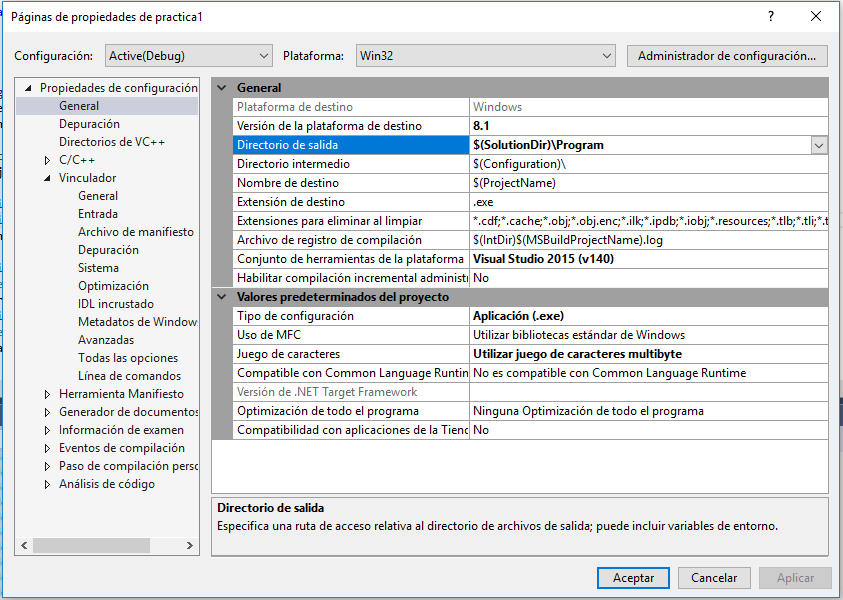 Páginas de propiedades de practica1
?
Configuración: Active(Debug) Plataforma: Win32 Administrador de configuración...
Propiedades de configuración
General
Depuración
Directorios de VC++
C/C++
Vinculador
General
Entrada
Archivo de manifiesto
Depuración
Sistema
Optimización
IDL incrustado
Metadatos de Window
Avanzadas
Todas las opciones
Línea de comandos
Herramienta Manifiesto
Generador de documentos
Información de examen
Eventos de compilación
Paso de compilación perso
Análisis de código
General
Plataforma de destino Windows
Versión de la plataforma de destino 8.1
Directorio de salida $(SolutionDir)\Program
Directorio intermedio $(Configuration)\
Nombre de destino $(ProjectName)
Extensión de destino .exe
Extensiones para eliminar al limpiar *.cdf;*.cache;*.obj;*.obj.enc;*.ilk;*.ipdb;*.iobj;*.resources;*.tlb;*.tli;*.t
Archivo de registro de compilación $(IntDir)$(MSBuildProjectName).log
Conjunto de herramientas de la plataforma Visual Studio 2015 (v140)
Habilitar compilación incremental administr No
Valores predeterminados del proyecto
Tipo de configuración Aplicación (.exe)
Uso de MFC Utilizar bibliotecas estándar de Windows
Juego de caracteres Utilizar juego de caracteres multibyte
Compatible con Common Language Runtin No es compatible con Common Language Runtime
Versión de .NET Target Framework
Optimización de todo el programa Ninguna Optimización de todo el programa
Compatibilidad con aplicaciones de la Tienc No
Directorio de salida
Especifica una ruta de acceso relativa al directorio de archivos de salida; puede incluir variables de entorno.
Aceptar Cancelar Aplicar